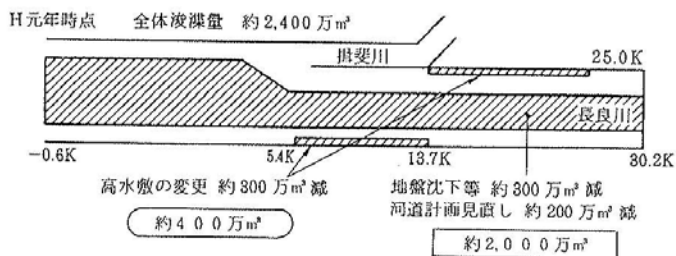 H元年時点 全体浚渫量 約2,400万m³
揖斐川
25.0K
長良川
-0.6K 5.4K 13.7K 30.2K
高水敷の変更 約300万m³減
地盤沈下等 約300万m³減
河道計画見直し 約200万m³減
約400万m³
約2,000万m³